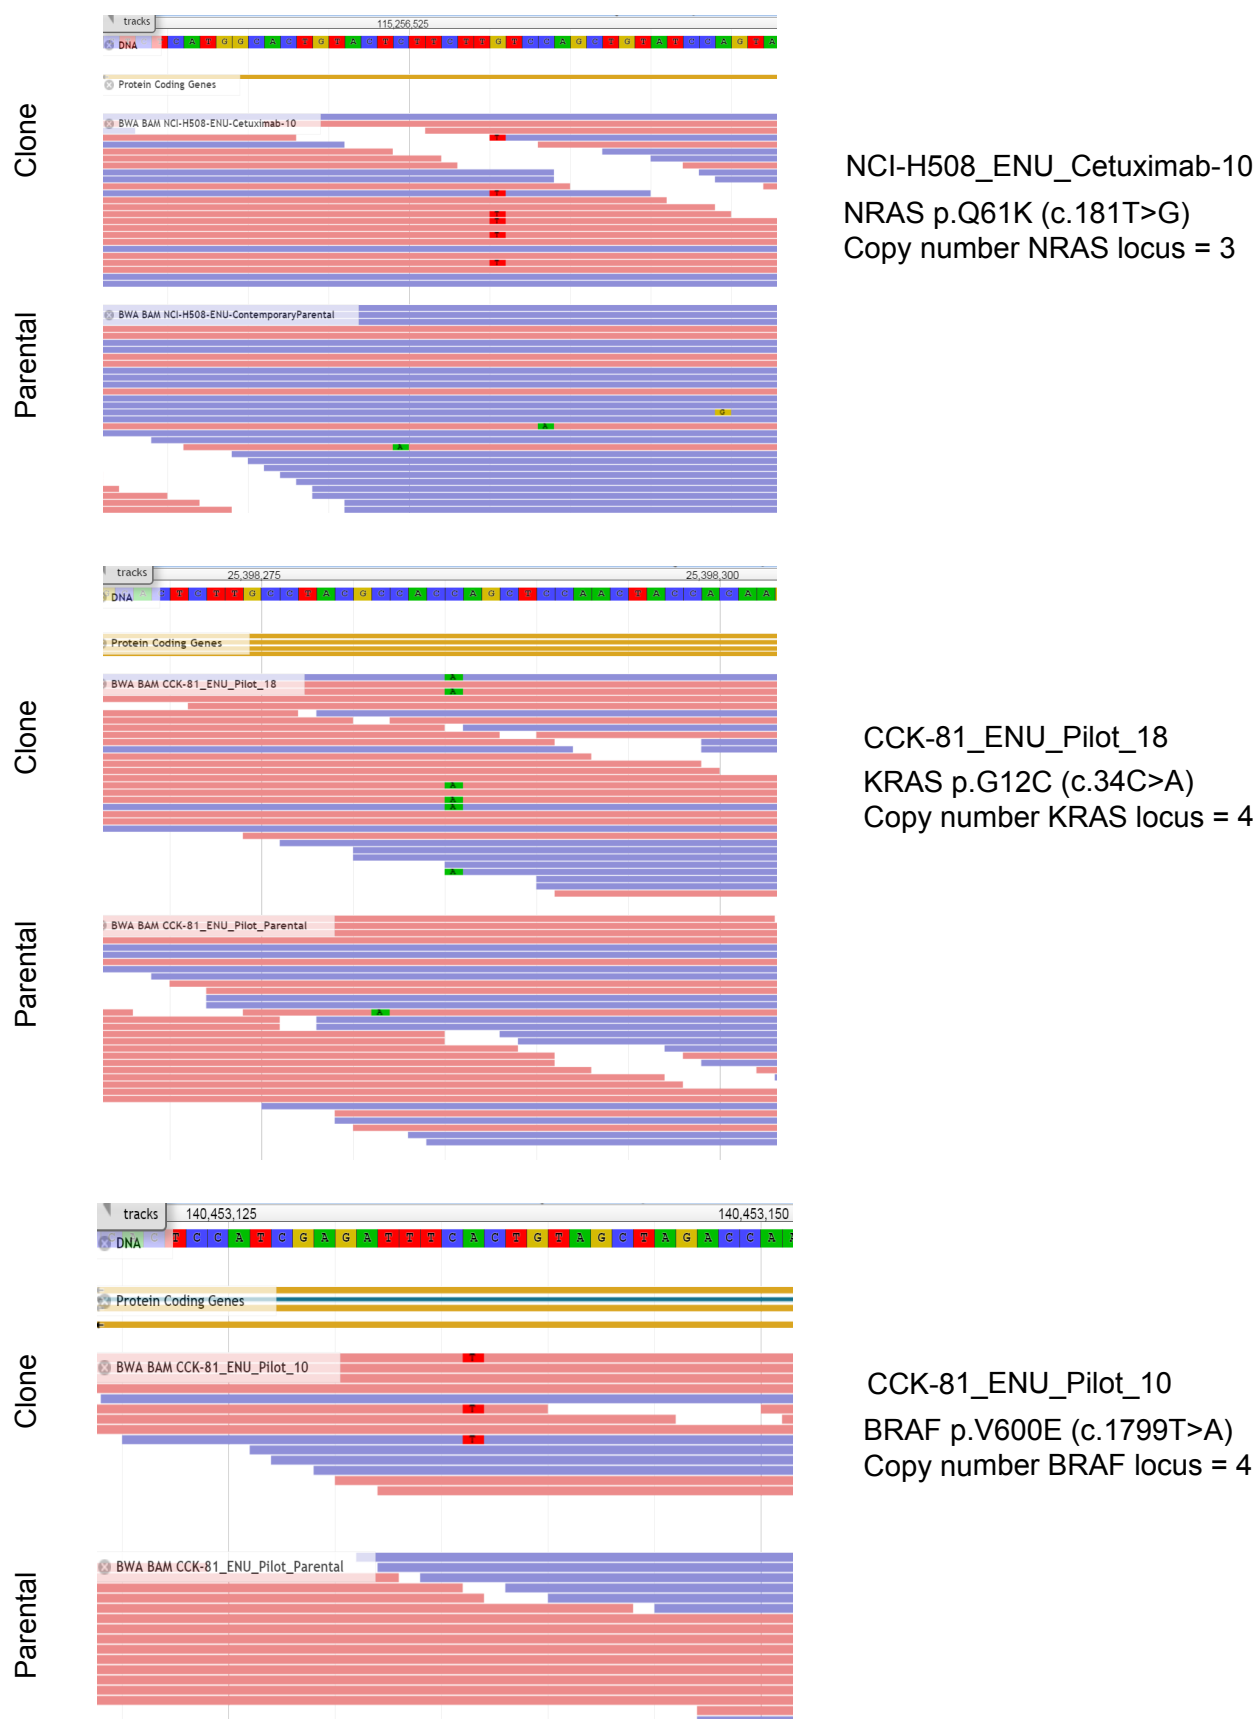 tracks
115,256,525
DNA
C A T G G C A C T G T A C T C T T C T T G T C C A G C T G T A T C C A G T A
Protein Coding Genes
Clone
BWA BAM NCI-H508-ENU-Cetuximab-10
T
T
T
T
T
T
NCI-H508_ENU_Cetuximab-10
NRAS p.Q61K (c.181T>G)
Copy number NRAS locus = 3
Parental
BWA BAM NCI-H508-ENU-ContemporaryParental
G
A
A
tracks
25,398,275
25,398,300
DNA
T T C T T G C C T A C G C C A C C A G C T C C A A C T A C C A C A A
Protein Coding Genes
Clone
BWA BAM CCK-81_ENU_Pilot_18
A
A
A
A
A
A
CCK-81_ENU_Pilot_18
KRAS p.G12C (c.34C>A)
Copy number KRAS locus = 4
Parental
BWA BAM CCK-81_ENU_Pilot_Parental
A
tracks
140,453,125
140,453,150
DNA
C T C C A T C G A G A T T T C A C T G T A G C T A G A C C A A
Protein Coding Genes
Clone
BWA BAM CCK-81_ENU_Pilot_10
T
T
T
CCK-81_ENU_Pilot_10
BRAF p.V600E (c.1799T>A)
Copy number BRAF locus = 4
Parental
BWA BAM CCK-81_ENU_Pilot_Parental